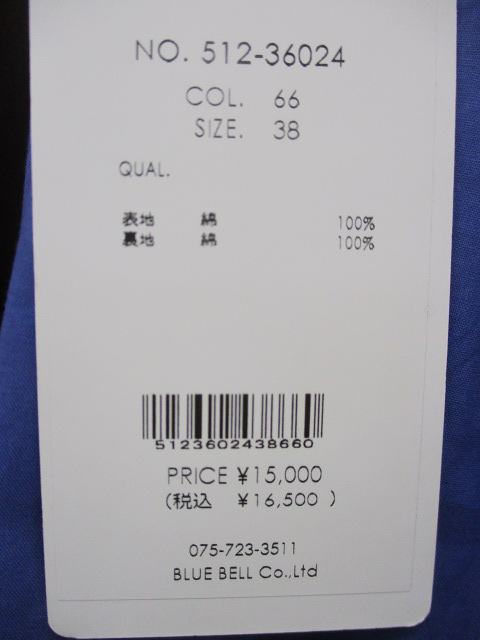 NO. 512-36024
COL. 66
SIZE. 38
QUAL.
表地 綿 100%
裏地 綿 100%
5123602438660
PRICE ¥15,000
(税込 ¥16,500 )
075-723-3511
BLUE BELL Co.,Ltd